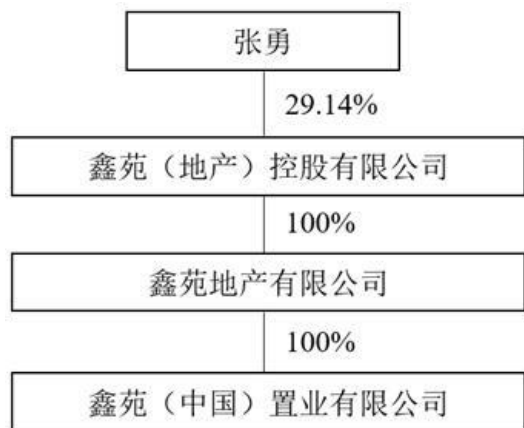 张勇
29.14%
鑫苑（地产）控股有限公司
100%
鑫苑地产有限公司
100%
鑫苑（中国）置业有限公司